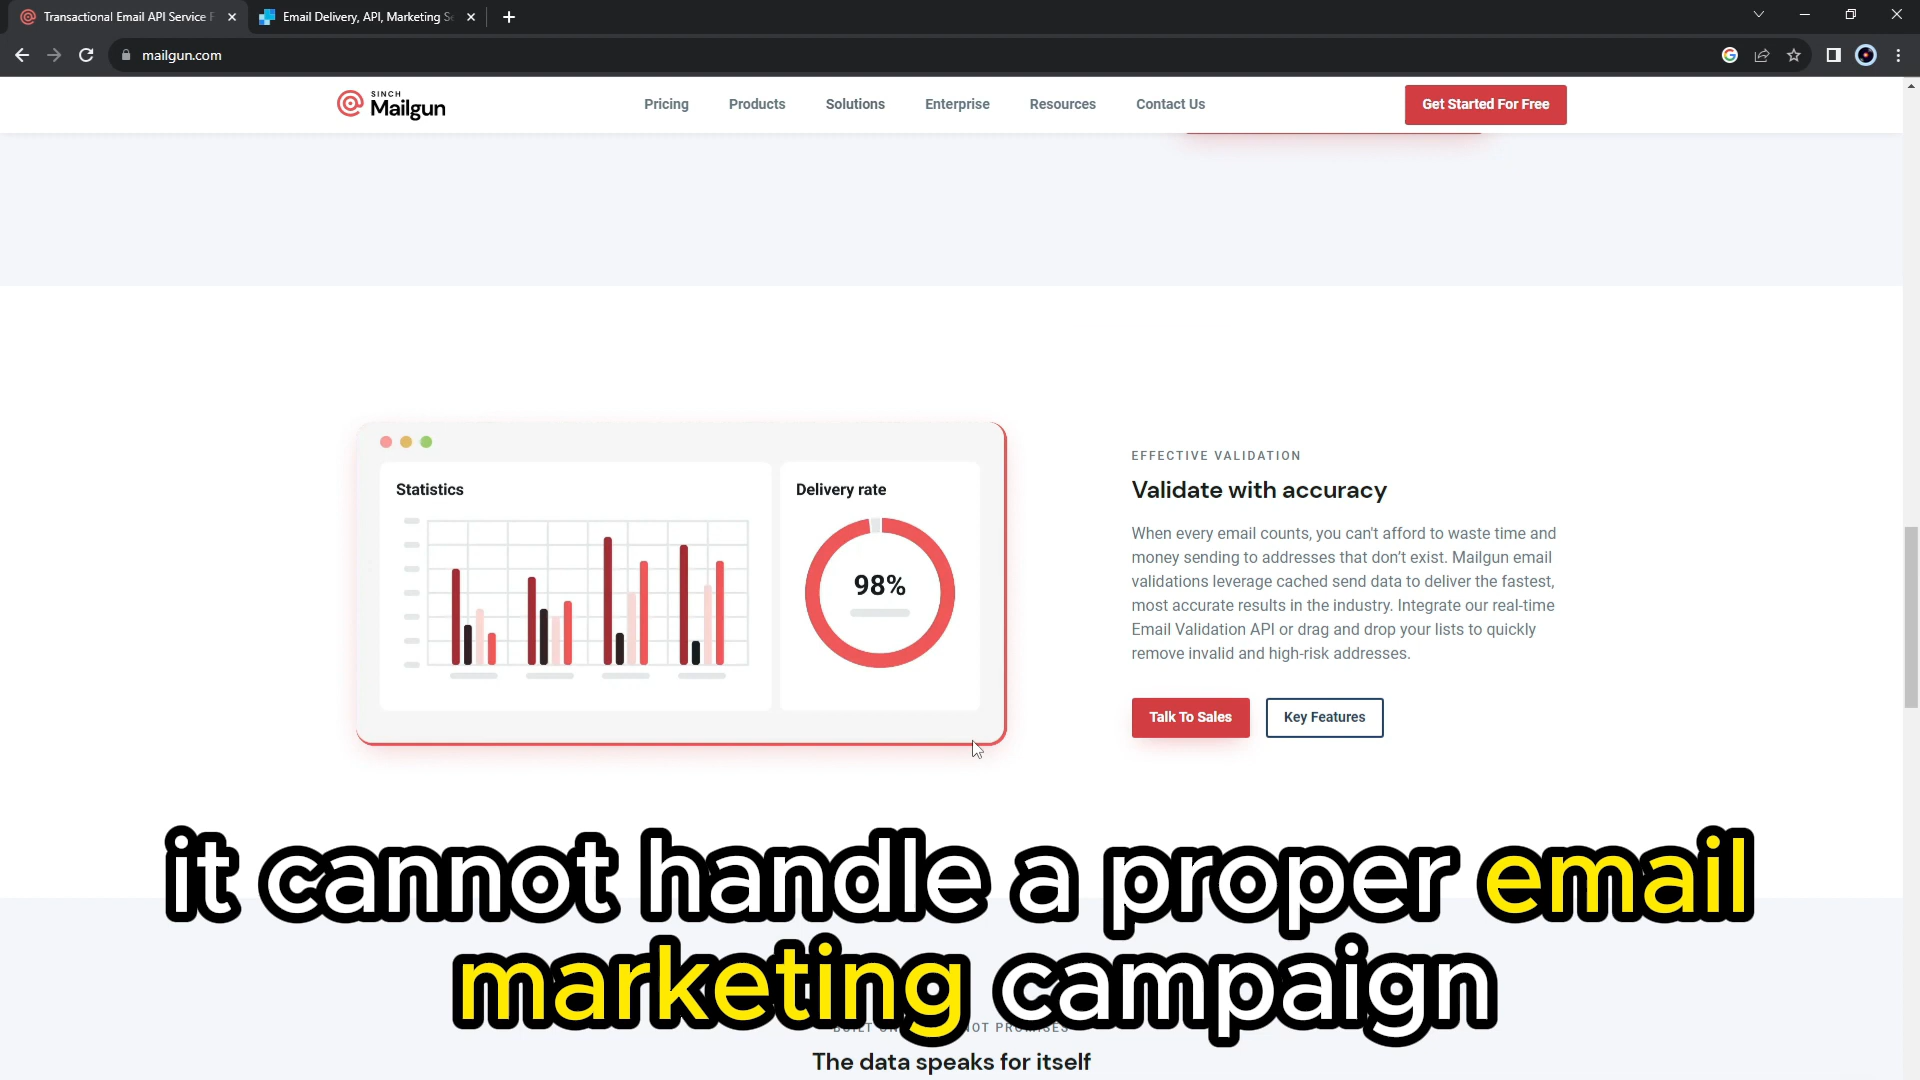 Transactional Email API Service F
Email Delivery, API, Marketing Se
mailgun.com
SINCH
Mailgun
Pricing
Products
Solutions
Enterprise
Resources
Contact Us
Get Started For Free
Statistics
Delivery rate
98%
EFFECTIVE VALIDATION
Validate with accuracy
When every email counts, you can't afford to waste time and
money sending to addresses that don't exist. Mailgun email
validations leverage cached send data to deliver the fastest,
most accurate results in the industry. Integrate our real-time
Email Validation API or drag and drop your lists to quickly
remove invalid and high-risk addresses.
Talk To Sales
Key Features
it cannot handle a proper email
marketing campaign
The data speaks for itself